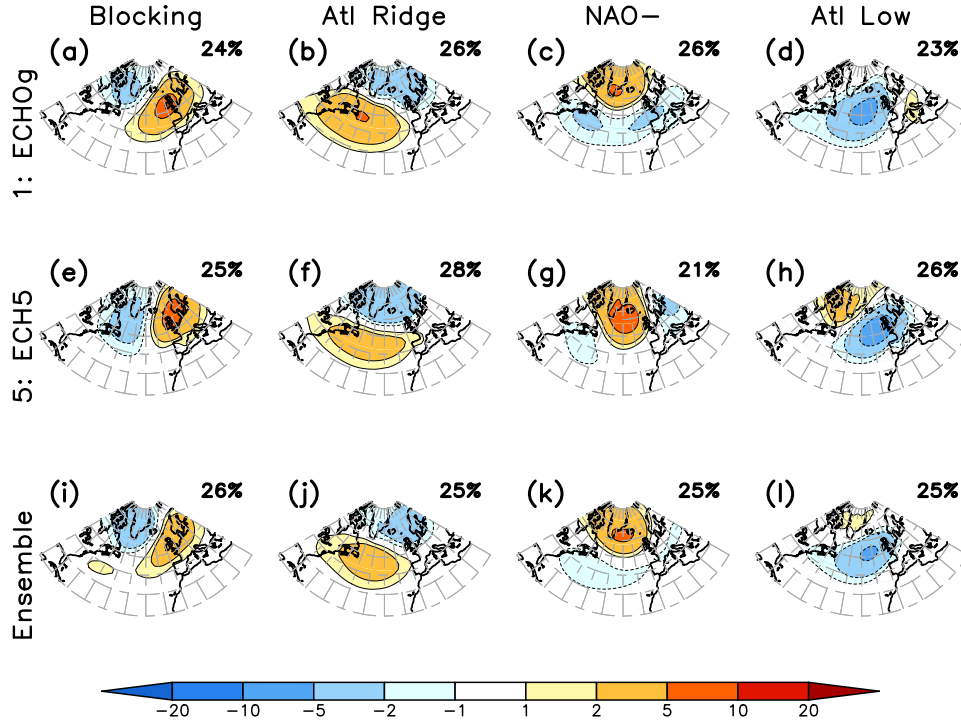 Blocking Atl Ridge NAO− Atl Low
(a) 24% (b) 26% (c) 26% (d) 23%
1: ECHOg
(e) 25% (f) 28% (g) 21% (h) 26%
5: ECH5
(i) 26% (j) 25% (k) 25% (l) 25%
Ensemble
−20 −10 −5 −2 −1 1 2 5 10 20